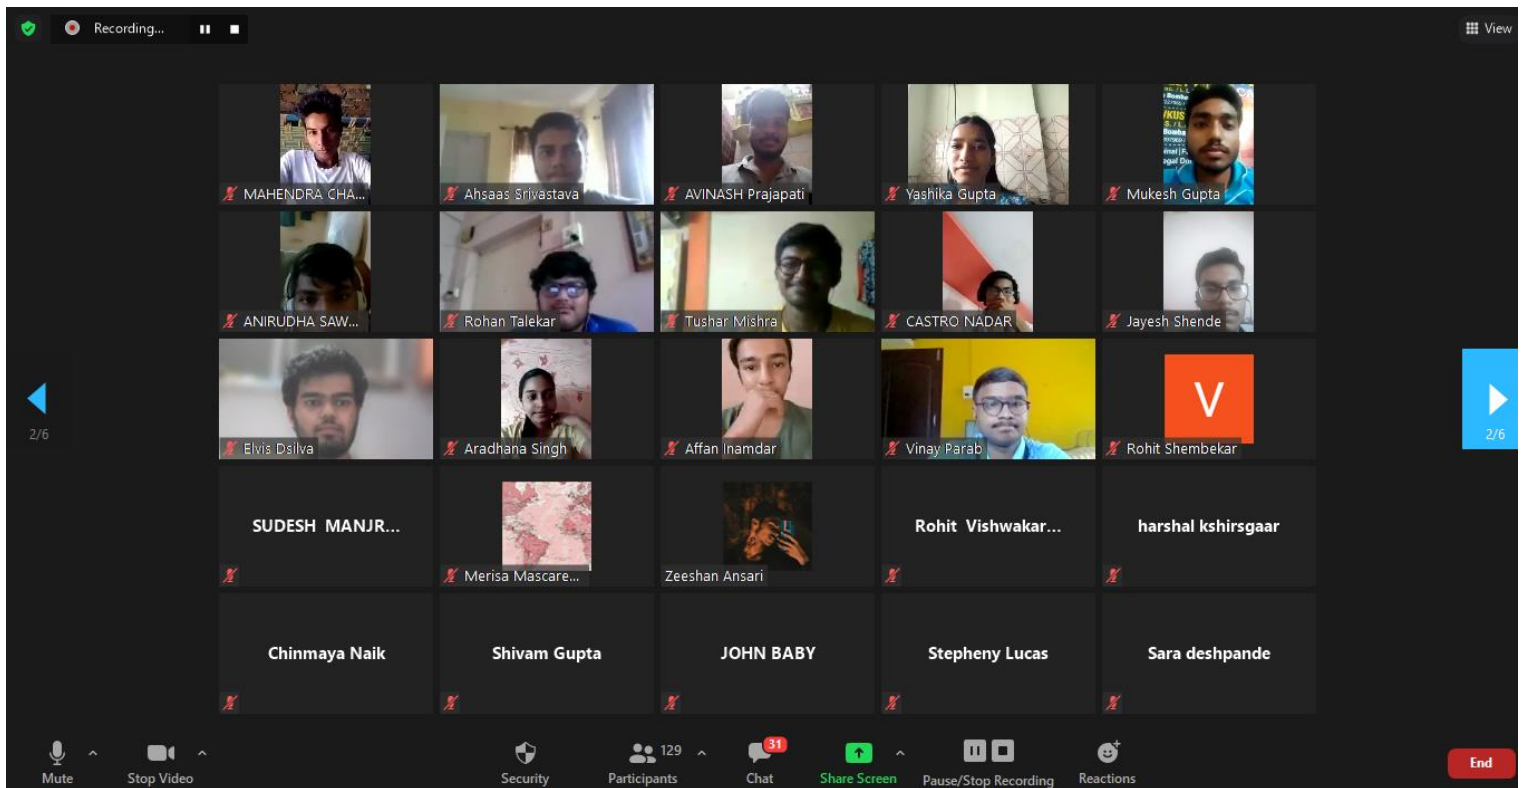 Recording...
View
MAHENDRA CHA...
Ahsaas Srivastava
AVINASH Prajapati
Yashika Gupta
Mukesh Gupta
ANIRUDHA SAW...
Rohan Talekar
Tushar Mishra
CASTRO NADAR
Jayesh Shende
Elvis Dsilva
Aradhana Singh
Affan Inamdar
Vinay Parab
V
Rohit Shembekar
2/6
2/6
SUDESH MANJR...
Merisa Mascare...
Zeeshan Ansari
Rohit Vishwakar...
harshal kshirsgaar
Chinmaya Naik
Shivam Gupta
JOHN BABY
Stepheny Lucas
Sara deshpande
Mute
Stop Video
Security
129
Participants
31
Chat
Share Screen
Pause/Stop Recording
Reactions
End